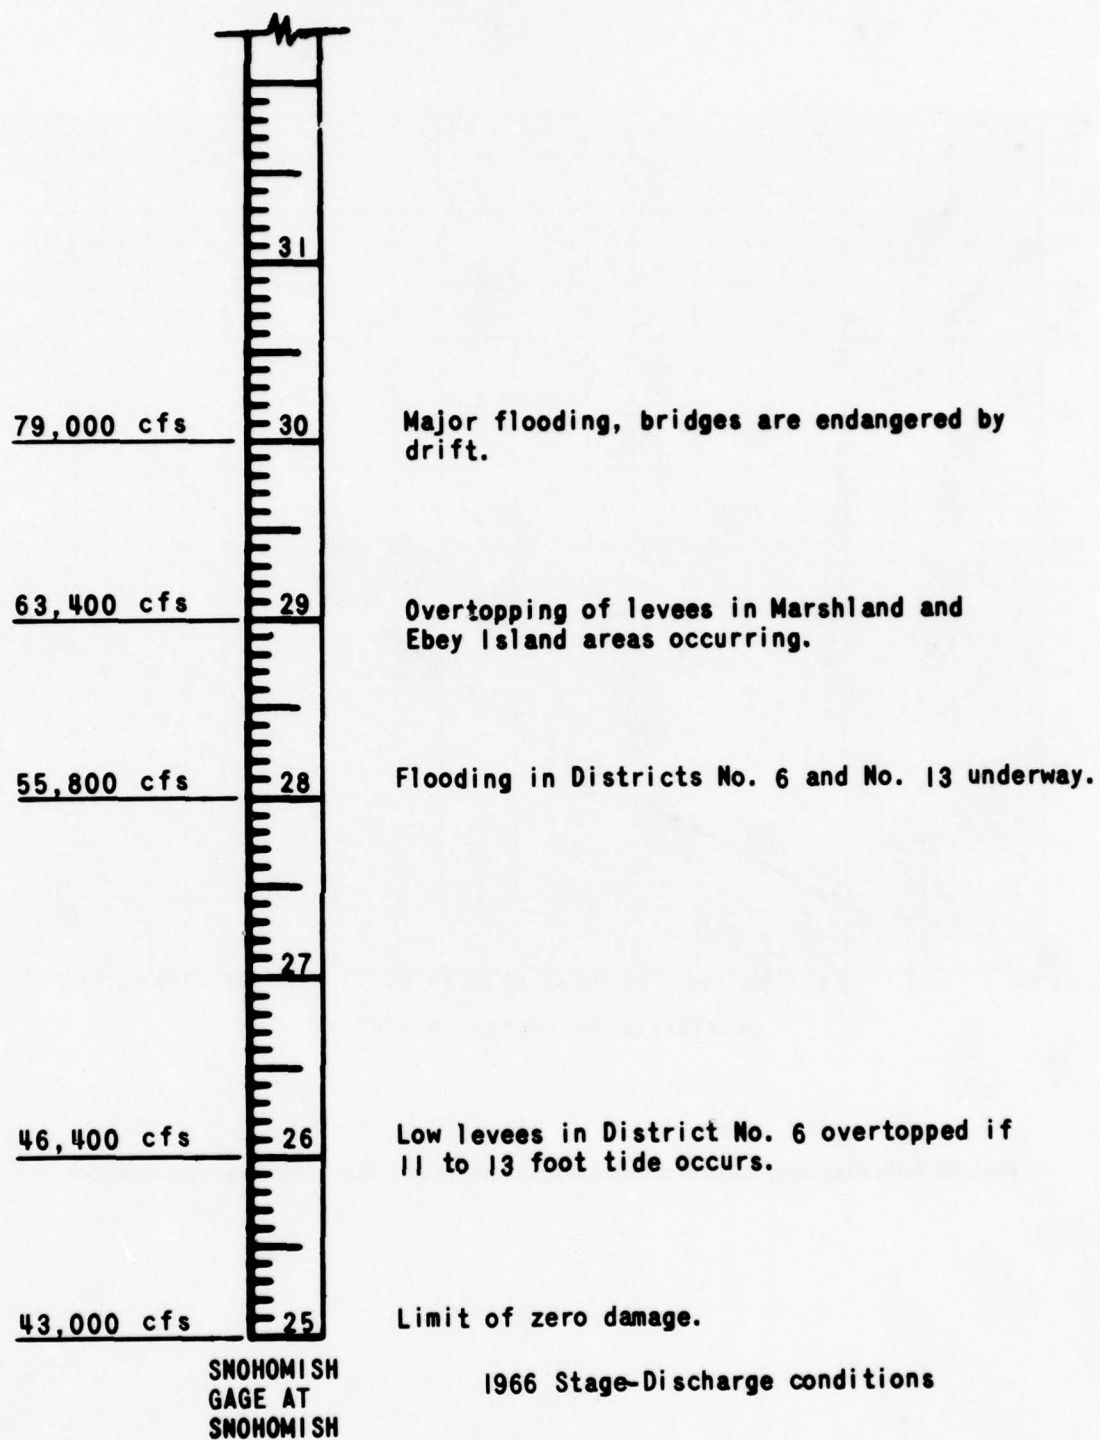 31
79,000 cfs
30
Major flooding, bridges are endangered by
drift.
63,400 cfs
29
Overtopping of levees in Marshland and
Ebey Island areas occurring.
55,800 cfs
28
Flooding in Districts No. 6 and No. 13 underway.
27
46,400 cfs
26
Low levees in District No. 6 overtopped if
11 to 13 foot tide occurs.
43,000 cfs
25
Limit of zero damage.
SNOHOMISH
GAGE AT
SNOHOMISH
1966 Stage-Discharge conditions